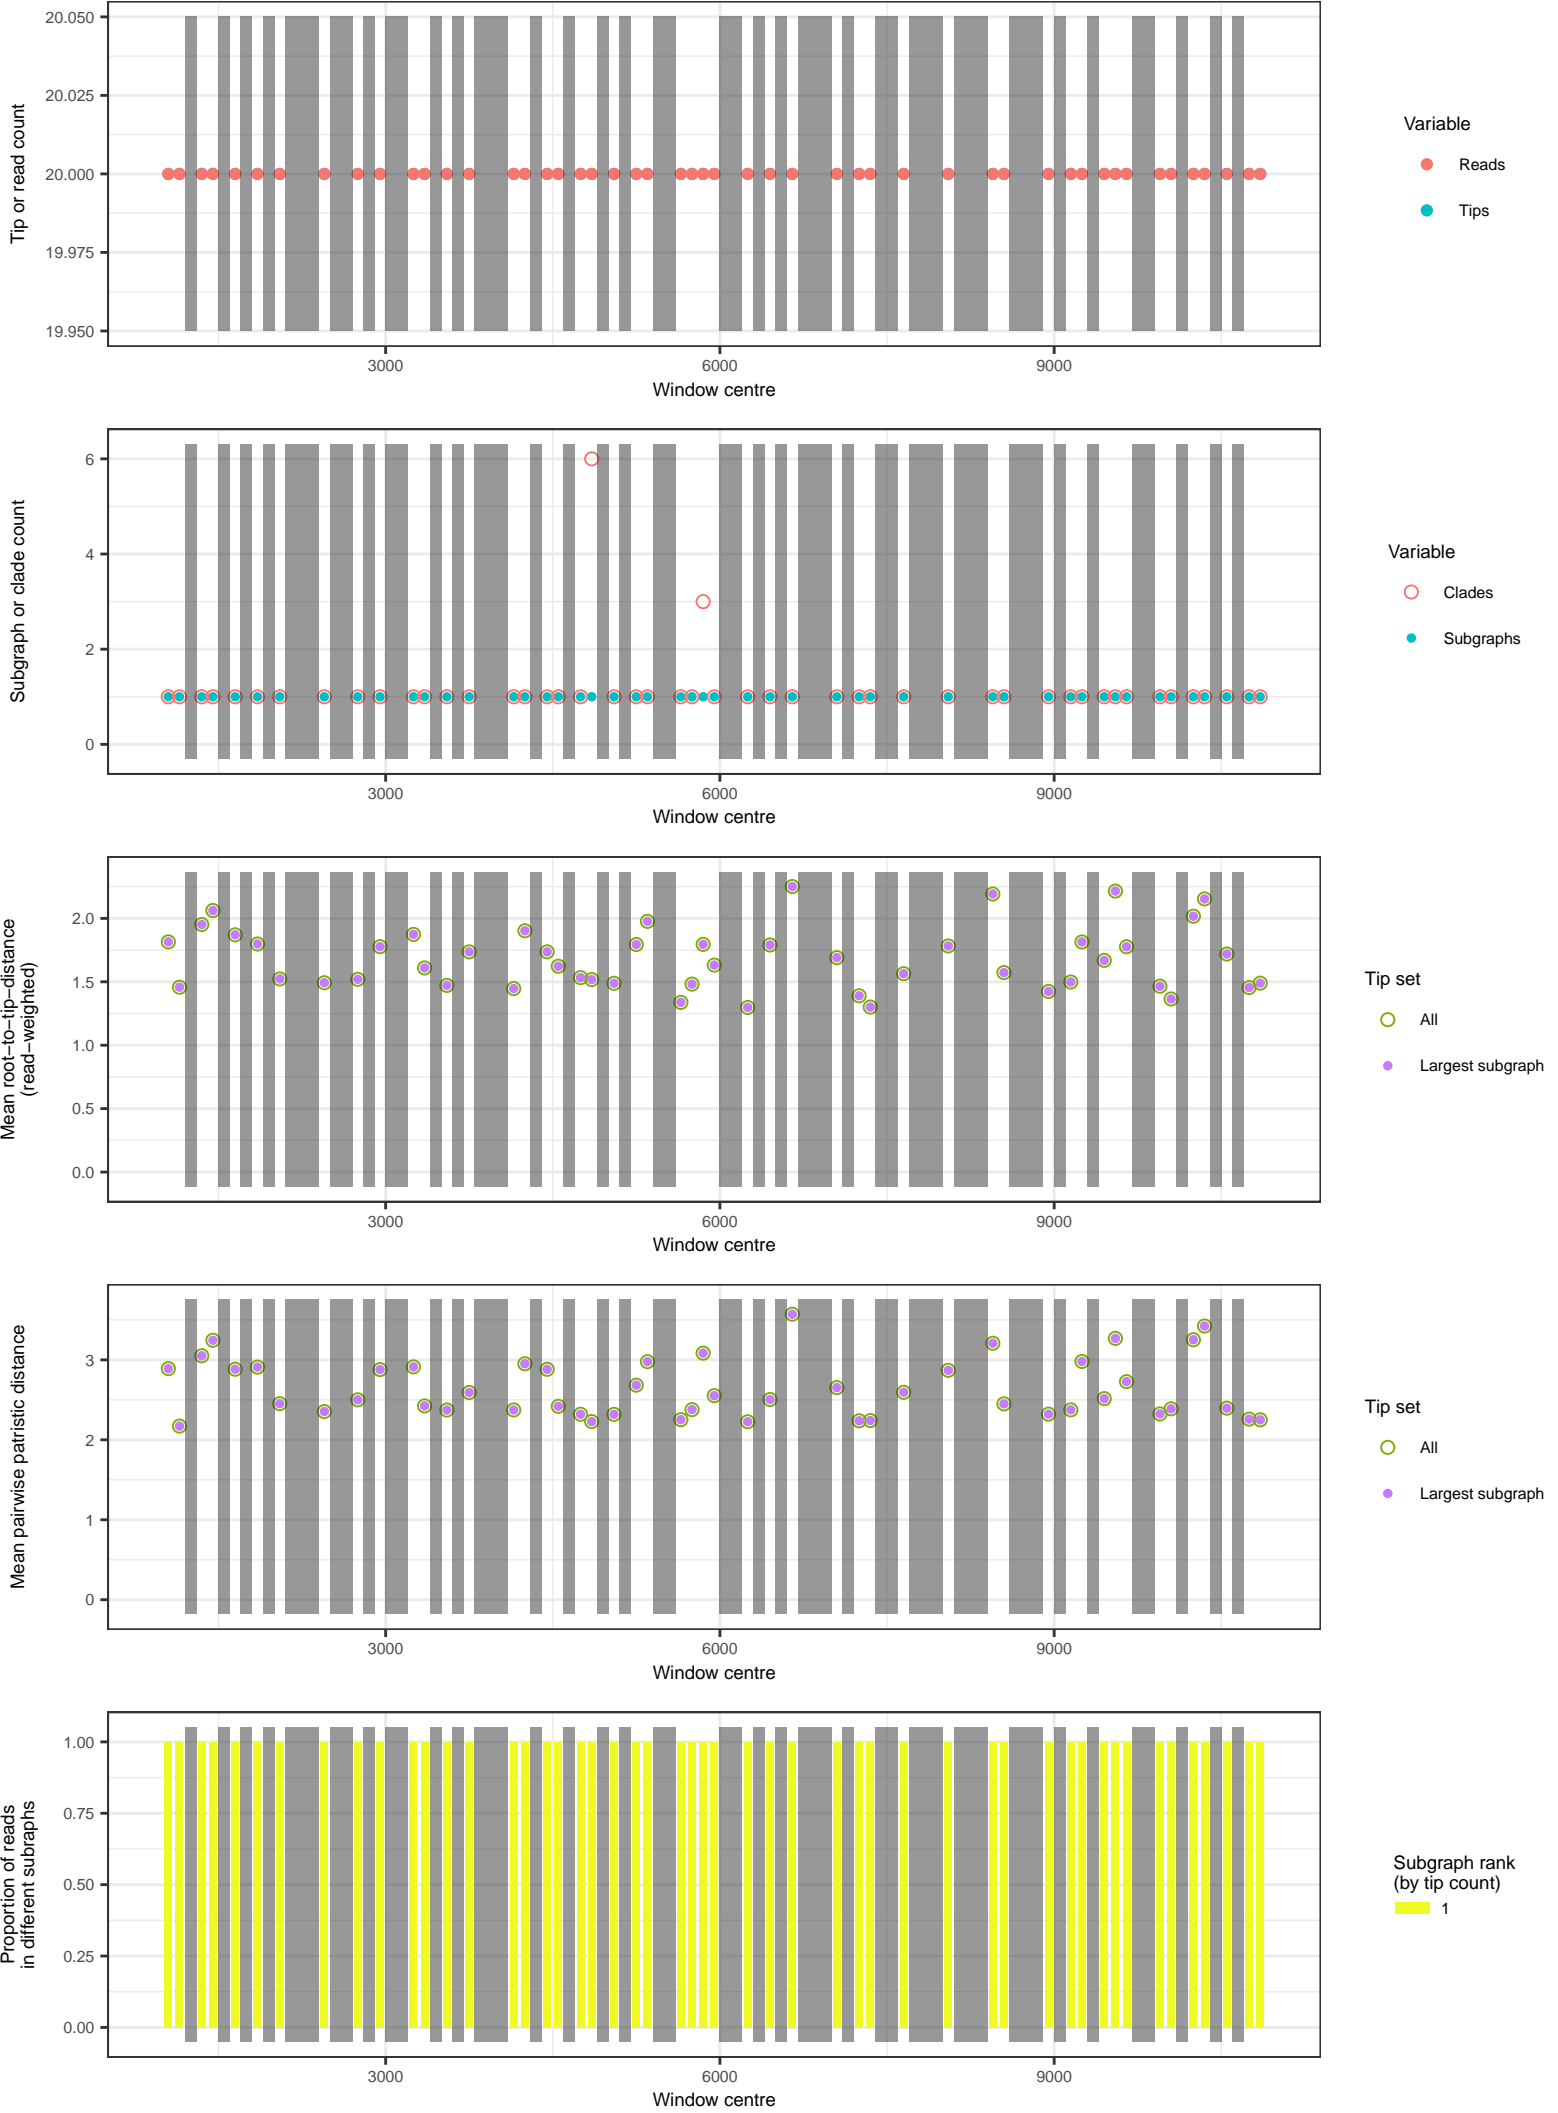 20.050
20.025
20.000
19.975
19.950
Tip or read count
3000
6000
9000
Window centre
Variable
Reads
Tips
6
4
2
0
Subgraph or clade count
3000
6000
9000
Window centre
Variable
Clades
Subgraphs
2.0
1.5
1.0
0.5
0.0
Mean root−to−tip−distance
(read−weighted)
3000
6000
9000
Window centre
Tip set
All
Largest subgraph
3
2
1
0
Mean pairwise patristic distance
3000
6000
9000
Window centre
Tip set
All
Largest subgraph
1.00
0.75
0.50
0.25
0.00
Proportion of reads
in different subraphs
3000
6000
9000
Window centre
Subgraph rank
(by tip count)
1